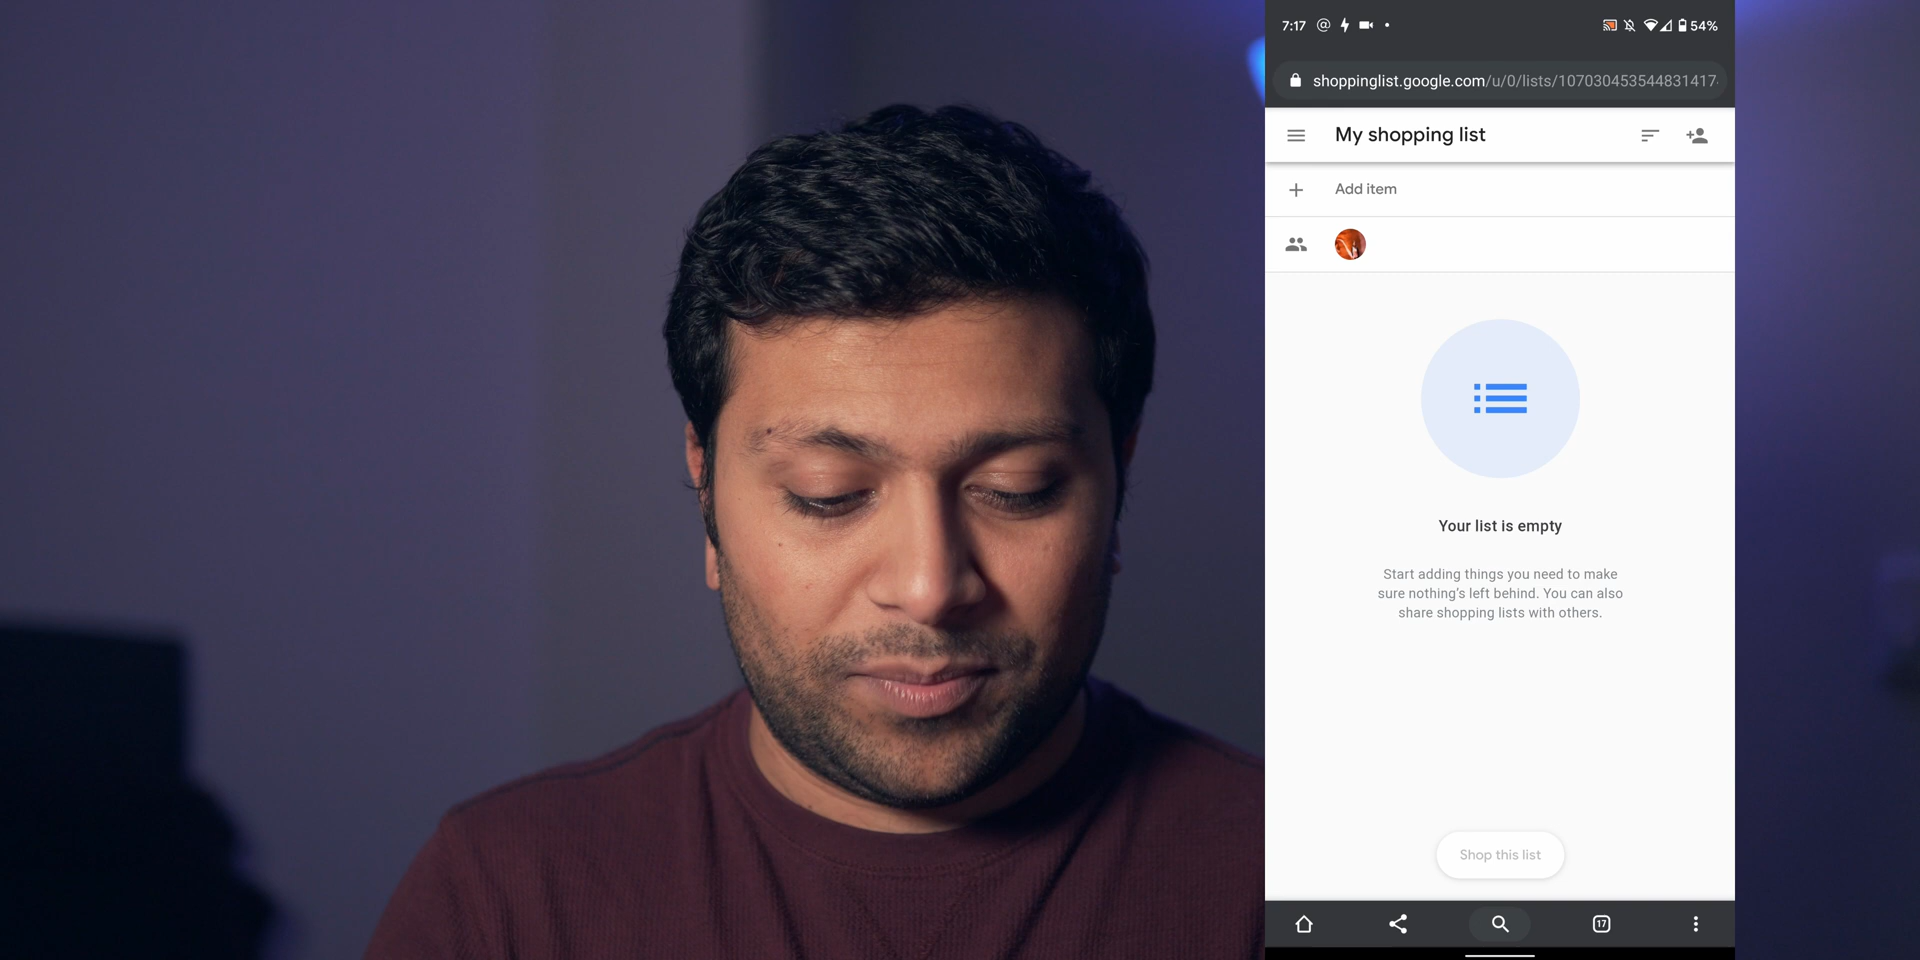 7:17
54%
shoppinglist.google.com/u/0/lists/107030453544831417
My shopping list
Add item
Your list is empty
Start adding things you need to make
sure nothing's left behind. You can also
share shopping lists with others.
Shop this list
17